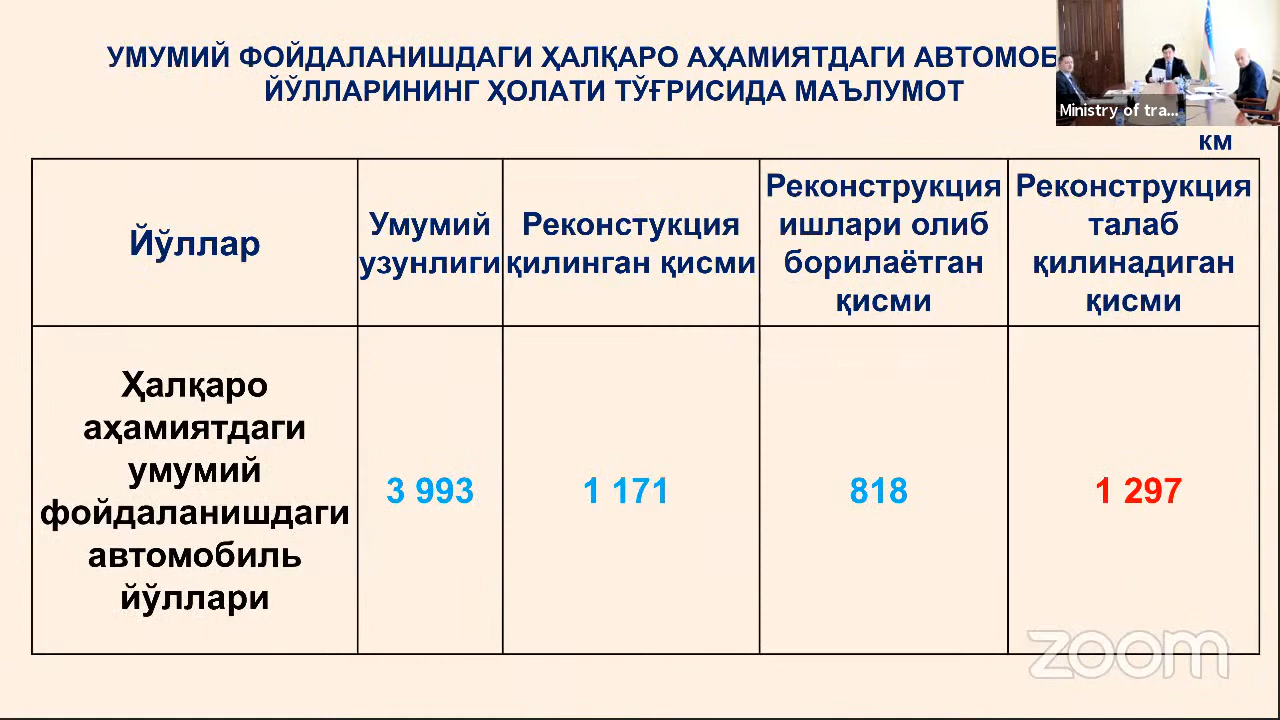 УМУМИЙ ФОЙДАЛАНИШДАГИ ҲАЛҚАРО АҲАМИЯТДАГИ АВТОМОБ
ЙЎЛЛАРИНИНГ ҲОЛАТИ ТЎҒРИСИДА МАЪЛУМОТ
Ministry of tra...
км
Йўллар
Умумий
узунлиги
Реконстукция
қилинган қисми
Реконструкция
ишлари олиб
борилаётган
қисми
Реконструкция
талаб
қилинадиган
қисми
Ҳалқаро
аҳамиятдаги
умумий
фойдаланишдаги
автомобиль
йўллари
3 993
1 171
818
1 297
zoom